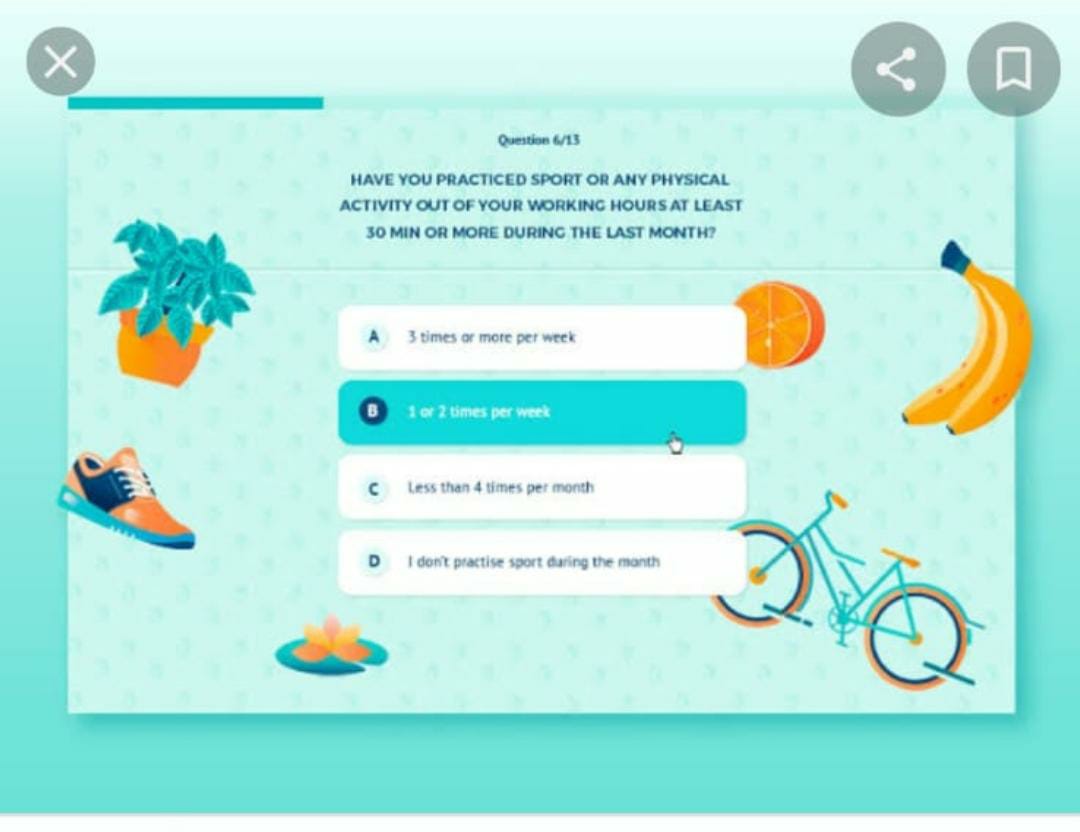 Question 6/13
HAVE YOU PRACTICED SPORT OR ANY PHYSICAL
ACTIVITY OUT OF YOUR WORKING HOURS AT LEAST
30 MIN OR MORE DURING THE LAST MONTH?
A 3 times or more per week
B 1 or 2 times per week
C Less than 4 times per month
D I don't practise sport during the month